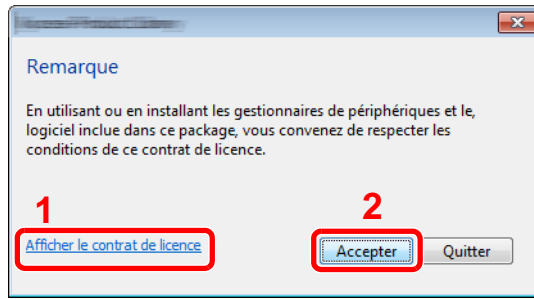 Remarque
En utilisant ou en installant les gestionnaires de périphériques et le,
logiciel inclue dans ce package, vous convenez de respecter les
conditions de ce contrat de licence.
1
2
Afficher le contrat de licence
Accepter
Quitter